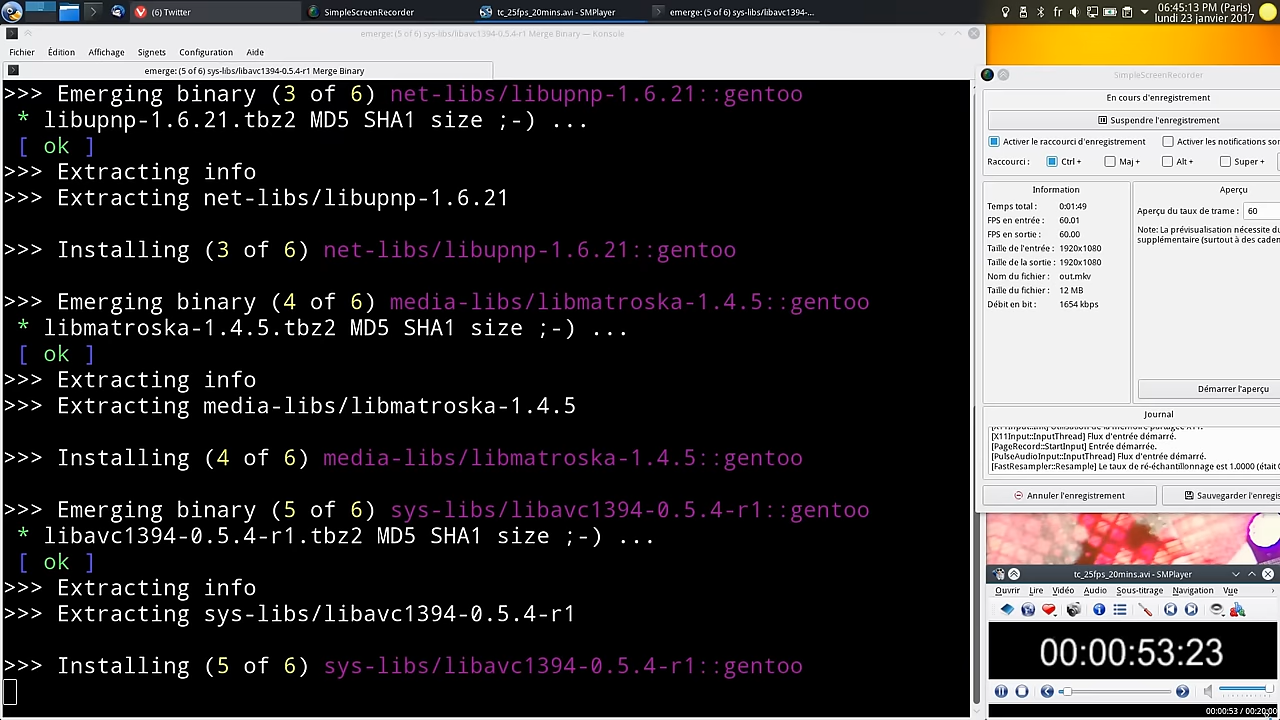 (6) Twitter
SimpleScreenRecorder
tc_25fps_20mins.avi - SMPlayer
emerge: (5 of 6) sys-libs/libavc1394-...
fr
06:45:13 PM (Paris)
lundi 23 janvier 2017
emerge: (5 of 6) sys-libs/libavc1394-0.5.4-r1 Merge Binary — Konsole
Fichier Édition Affichage Signets Configuration Aide
emerge: (5 of 6) sys-libs/libavc1394-0.5.4-r1 Merge Binary
>>> Emerging binary (3 of 6) net-libs/libupnp-1.6.21::gentoo
* libupnp-1.6.21.tbz2 MD5 SHA1 size ;-) ...
[ ok ]
>>> Extracting info
>>> Extracting net-libs/libupnp-1.6.21
>>> Installing (3 of 6) net-libs/libupnp-1.6.21::gentoo
>>> Emerging binary (4 of 6) media-libs/libmatroska-1.4.5::gentoo
* libmatroska-1.4.5.tbz2 MD5 SHA1 size ;-) ...
[ ok ]
>>> Extracting info
>>> Extracting media-libs/libmatroska-1.4.5
>>> Installing (4 of 6) media-libs/libmatroska-1.4.5::gentoo
>>> Emerging binary (5 of 6) sys-libs/libavc1394-0.5.4-r1::gentoo
* libavc1394-0.5.4-r1.tbz2 MD5 SHA1 size ;-) ...
[ ok ]
>>> Extracting info
>>> Extracting sys-libs/libavc1394-0.5.4-r1
>>> Installing (5 of 6) sys-libs/libavc1394-0.5.4-r1::gentoo
SimpleScreenRecorder
En cours d'enregistrement
Suspendre l'enregistrement
Activer le raccourci d'enregistrement Activer les notifications so
Raccourci : Ctrl + Maj + Alt + Super +
Information
Temps total : 0:01:49
FPS en entrée : 60.01
FPS en sortie : 60.00
Taille de l'entrée : 1920x1080
Taille de la sortie : 1920x1080
Nom du fichier : out.mkv
Taille du fichier : 12 MB
Débit en bit : 1654 kbps
Aperçu
Aperçu du taux de trame : 60
Note: La prévisualisation nécessite du
supplémentaire (surtout à des caden
Démarrer l'aperçu
Journal
[X11Input::Init] Utilisation de la mémoire partagée X11.
[X11Input::InputThread] Flux d'entrée démarré.
[PageRecord::StartInput] Entrée démarrée.
[PulseAudioInput::InputThread] Flux d'entrée démarré.
[FastResampler::Resample] Le taux de ré-échantillonnage est 1.0000 (était 0
Annuler l'enregistrement Sauvegarder l'enregis
tc_25fps_20mins.avi - SMPlayer
Ouvrir Lire Vidéo Audio Sous-titrage Navigation Vue
00:00:53:23
00:00:53 / 00:20:00